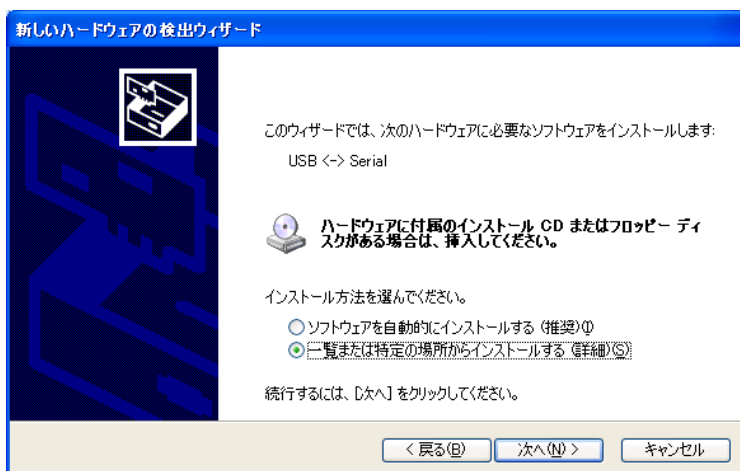 新しいハードウェアの検出ウィザード
このウィザードでは、次のハードウェアに必要なソフトウェアをインストールします:
USB <-> Serial
ハードウェアに付属のインストール CD またはフロッピー ディ
スクがある場合は、挿入してください。
インストール方法を選んでください。
ソフトウェアを自動的にインストールする (推奨)(I)
一覧または特定の場所からインストールする (詳細)(S)
続行するには、[次へ] をクリックしてください。
< 戻る(B) 次へ(N) > キャンセル